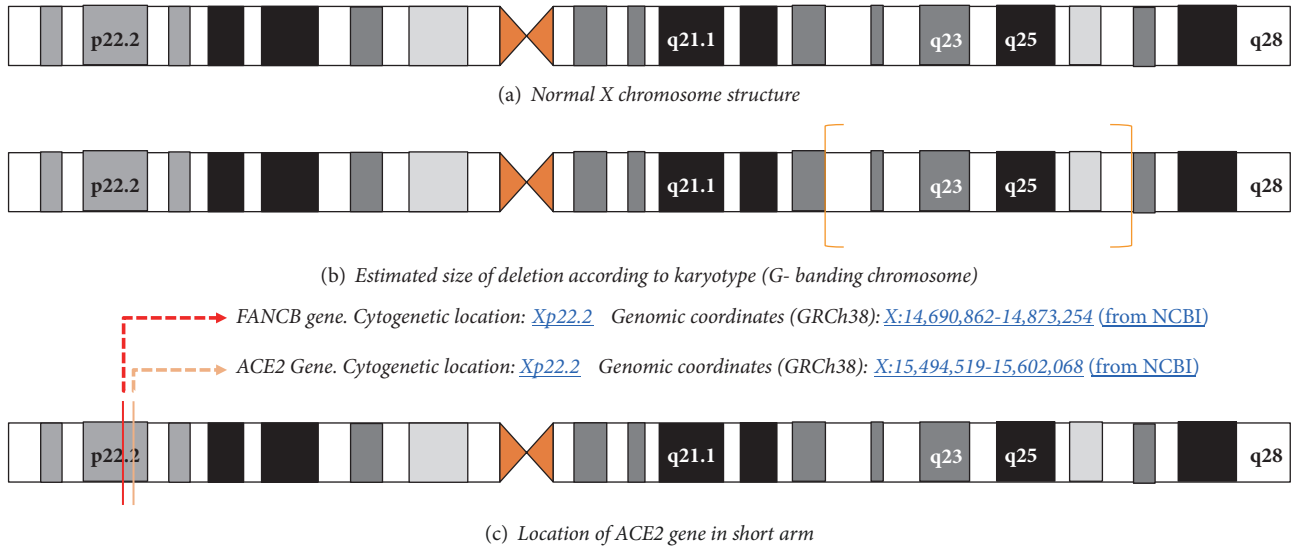 p22.2 q21.1 q23 q25 q28
(a) Normal X chromosome structure
p22.2 q21.1 q23 q25 q28
(b) Estimated size of deletion according to karyotype (G- banding chromosome)
FANCB gene. Cytogenetic location: Xp22.2 Genomic coordinates (GRCh38): X:14,690,862-14,873,254 (from NCBI)
ACE2 Gene. Cytogenetic location: Xp22.2 Genomic coordinates (GRCh38): X:15,494,519-15,602,068 (from NCBI)
p22.2 q21.1 q23 q25 q28
(c) Location of ACE2 gene in short arm